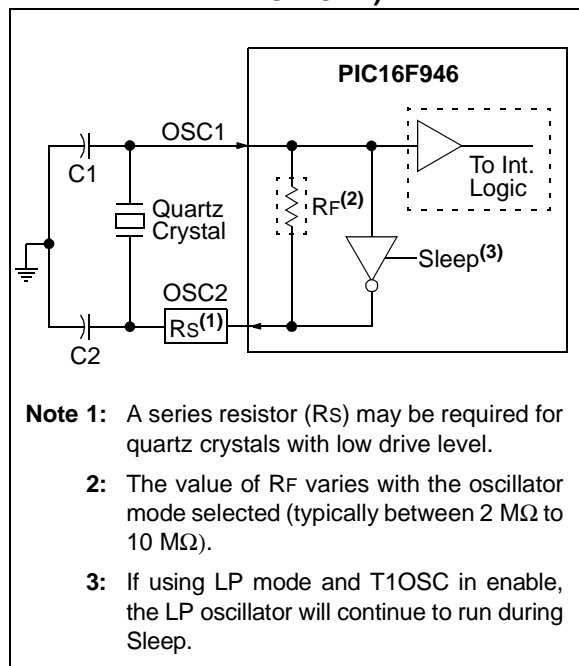 PIC16F946
OSC1
C1
To Int.
Logic
Quartz
Crystal
RF(2)
Sleep(3)
OSC2
RS(1)
C2
Note 1: A series resistor (RS) may be required for
quartz crystals with low drive level.
2: The value of RF varies with the oscillator
mode selected (typically between 2 MΩ to
10 MΩ).
3: If using LP mode and T1OSC in enable,
the LP oscillator will continue to run during
Sleep.